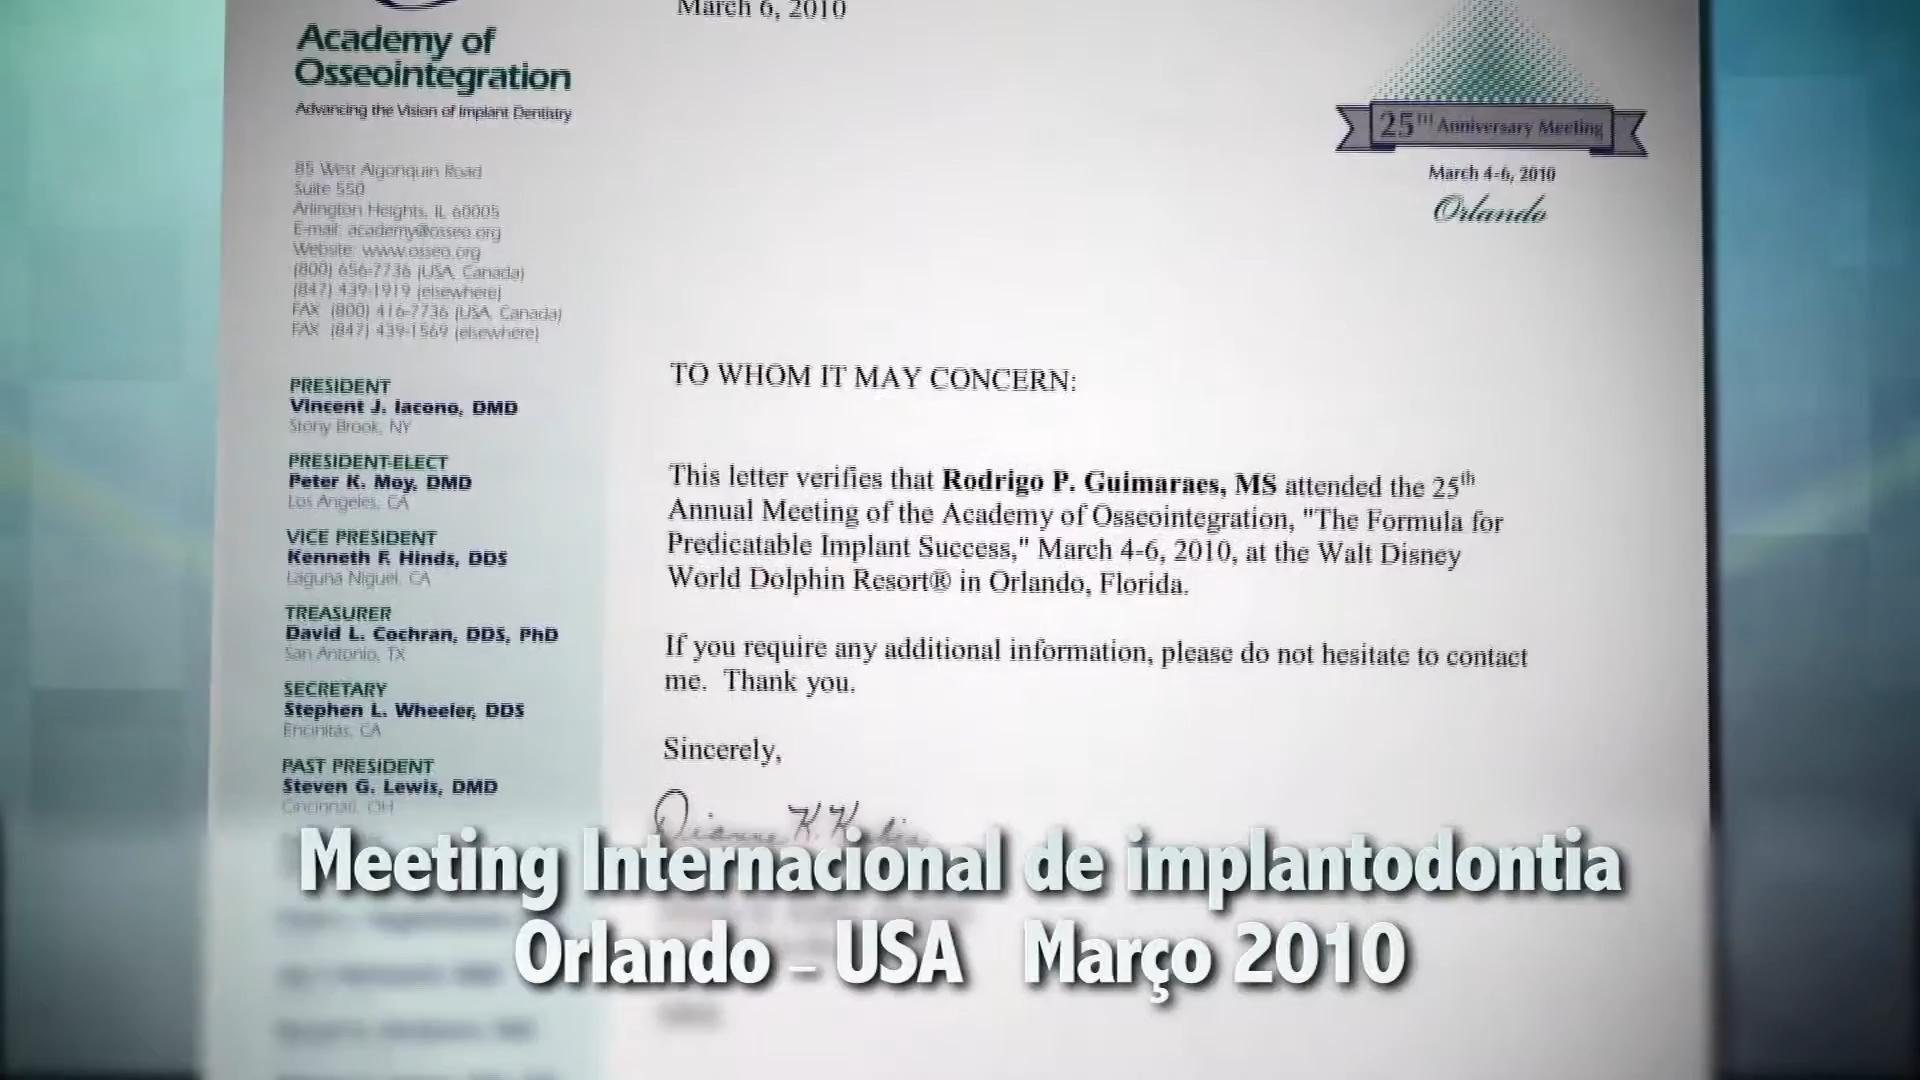 March 6, 2010
Academy of
Osseointegration
Advancing the Vision of Implant Dentistry
85 West Algonquin Road
Suite 550
Arlington Heights, IL 60005
E-mail: academy@osseo.org
Website: www.osseo.org
(800) 656-7736 (USA, Canada)
(847) 439-1919 (elsewhere)
FAX (800) 416-7736 (USA, Canada)
FAX (847) 439-1569 (elsewhere)
PRESIDENT
Vincent J. Iacono, DMD
Stony Brook, NY
PRESIDENT-ELECT
Peter K. Moy, DMD
Los Angeles, CA
VICE PRESIDENT
Kenneth F. Hinds, DDS
Laguna Niguel, CA
TREASURER
David L. Cochran, DDS, PhD
San Antonio, TX
SECRETARY
Stephen L. Wheeler, DDS
Encinitas, CA
PAST PRESIDENT
Steven G. Lewis, DMD
Cincinnati, OH
25TH Anniversary Meeting
March 4-6, 2010
Orlando
TO WHOM IT MAY CONCERN:
This letter verifies that Rodrigo P. Guimaraes, MS attended the 25th
Annual Meeting of the Academy of Osseointegration, "The Formula for
Predicatable Implant Success," March 4-6, 2010, at the Walt Disney
World Dolphin Resort® in Orlando, Florida.
If you require any additional information, please do not hesitate to contact
me. Thank you.
Sincerely,
Meeting Internacional de implantodontia
Orlando – USA Março 2010